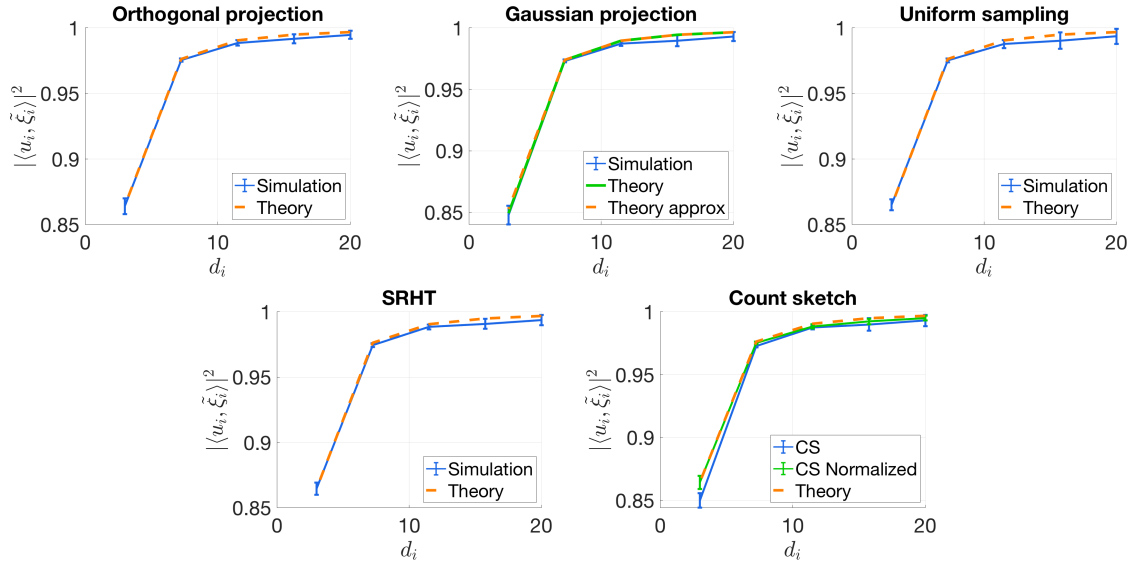 Orthogonal projection
1
0.95
0.9
0.85
0
10
20
|⟨u_i, ξ̃_i⟩|²
d_i
Simulation
Theory
Gaussian projection
1
0.95
0.9
0.85
0
10
20
|⟨u_i, ξ̃_i⟩|²
d_i
Simulation
Theory
Theory approx
Uniform sampling
1
0.95
0.9
0.85
0
10
20
|⟨u_i, ξ̃_i⟩|²
d_i
Simulation
Theory
SRHT
1
0.95
0.9
0.85
0
10
20
|⟨u_i, ξ̃_i⟩|²
d_i
Simulation
Theory
Count sketch
1
0.95
0.9
0.85
0
10
20
|⟨u_i, ξ̃_i⟩|²
d_i
CS
CS Normalized
Theory